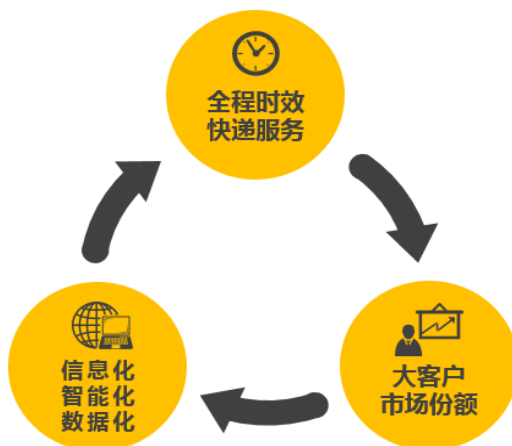 全程时效
快递服务
大客户
市场份额
信息化
智能化
数据化